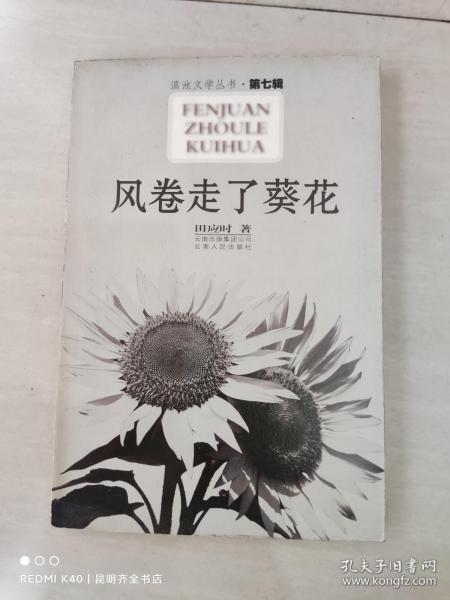 滇池文学丛书·第七辑
FENJUAN
ZHOULE
KUIHUA
风卷走了葵花
田应时 著
云南出版集团公司
云南人民出版社
REDMI K40 | 昆明齐全书店
孔夫子旧书网
www.kongfz.com